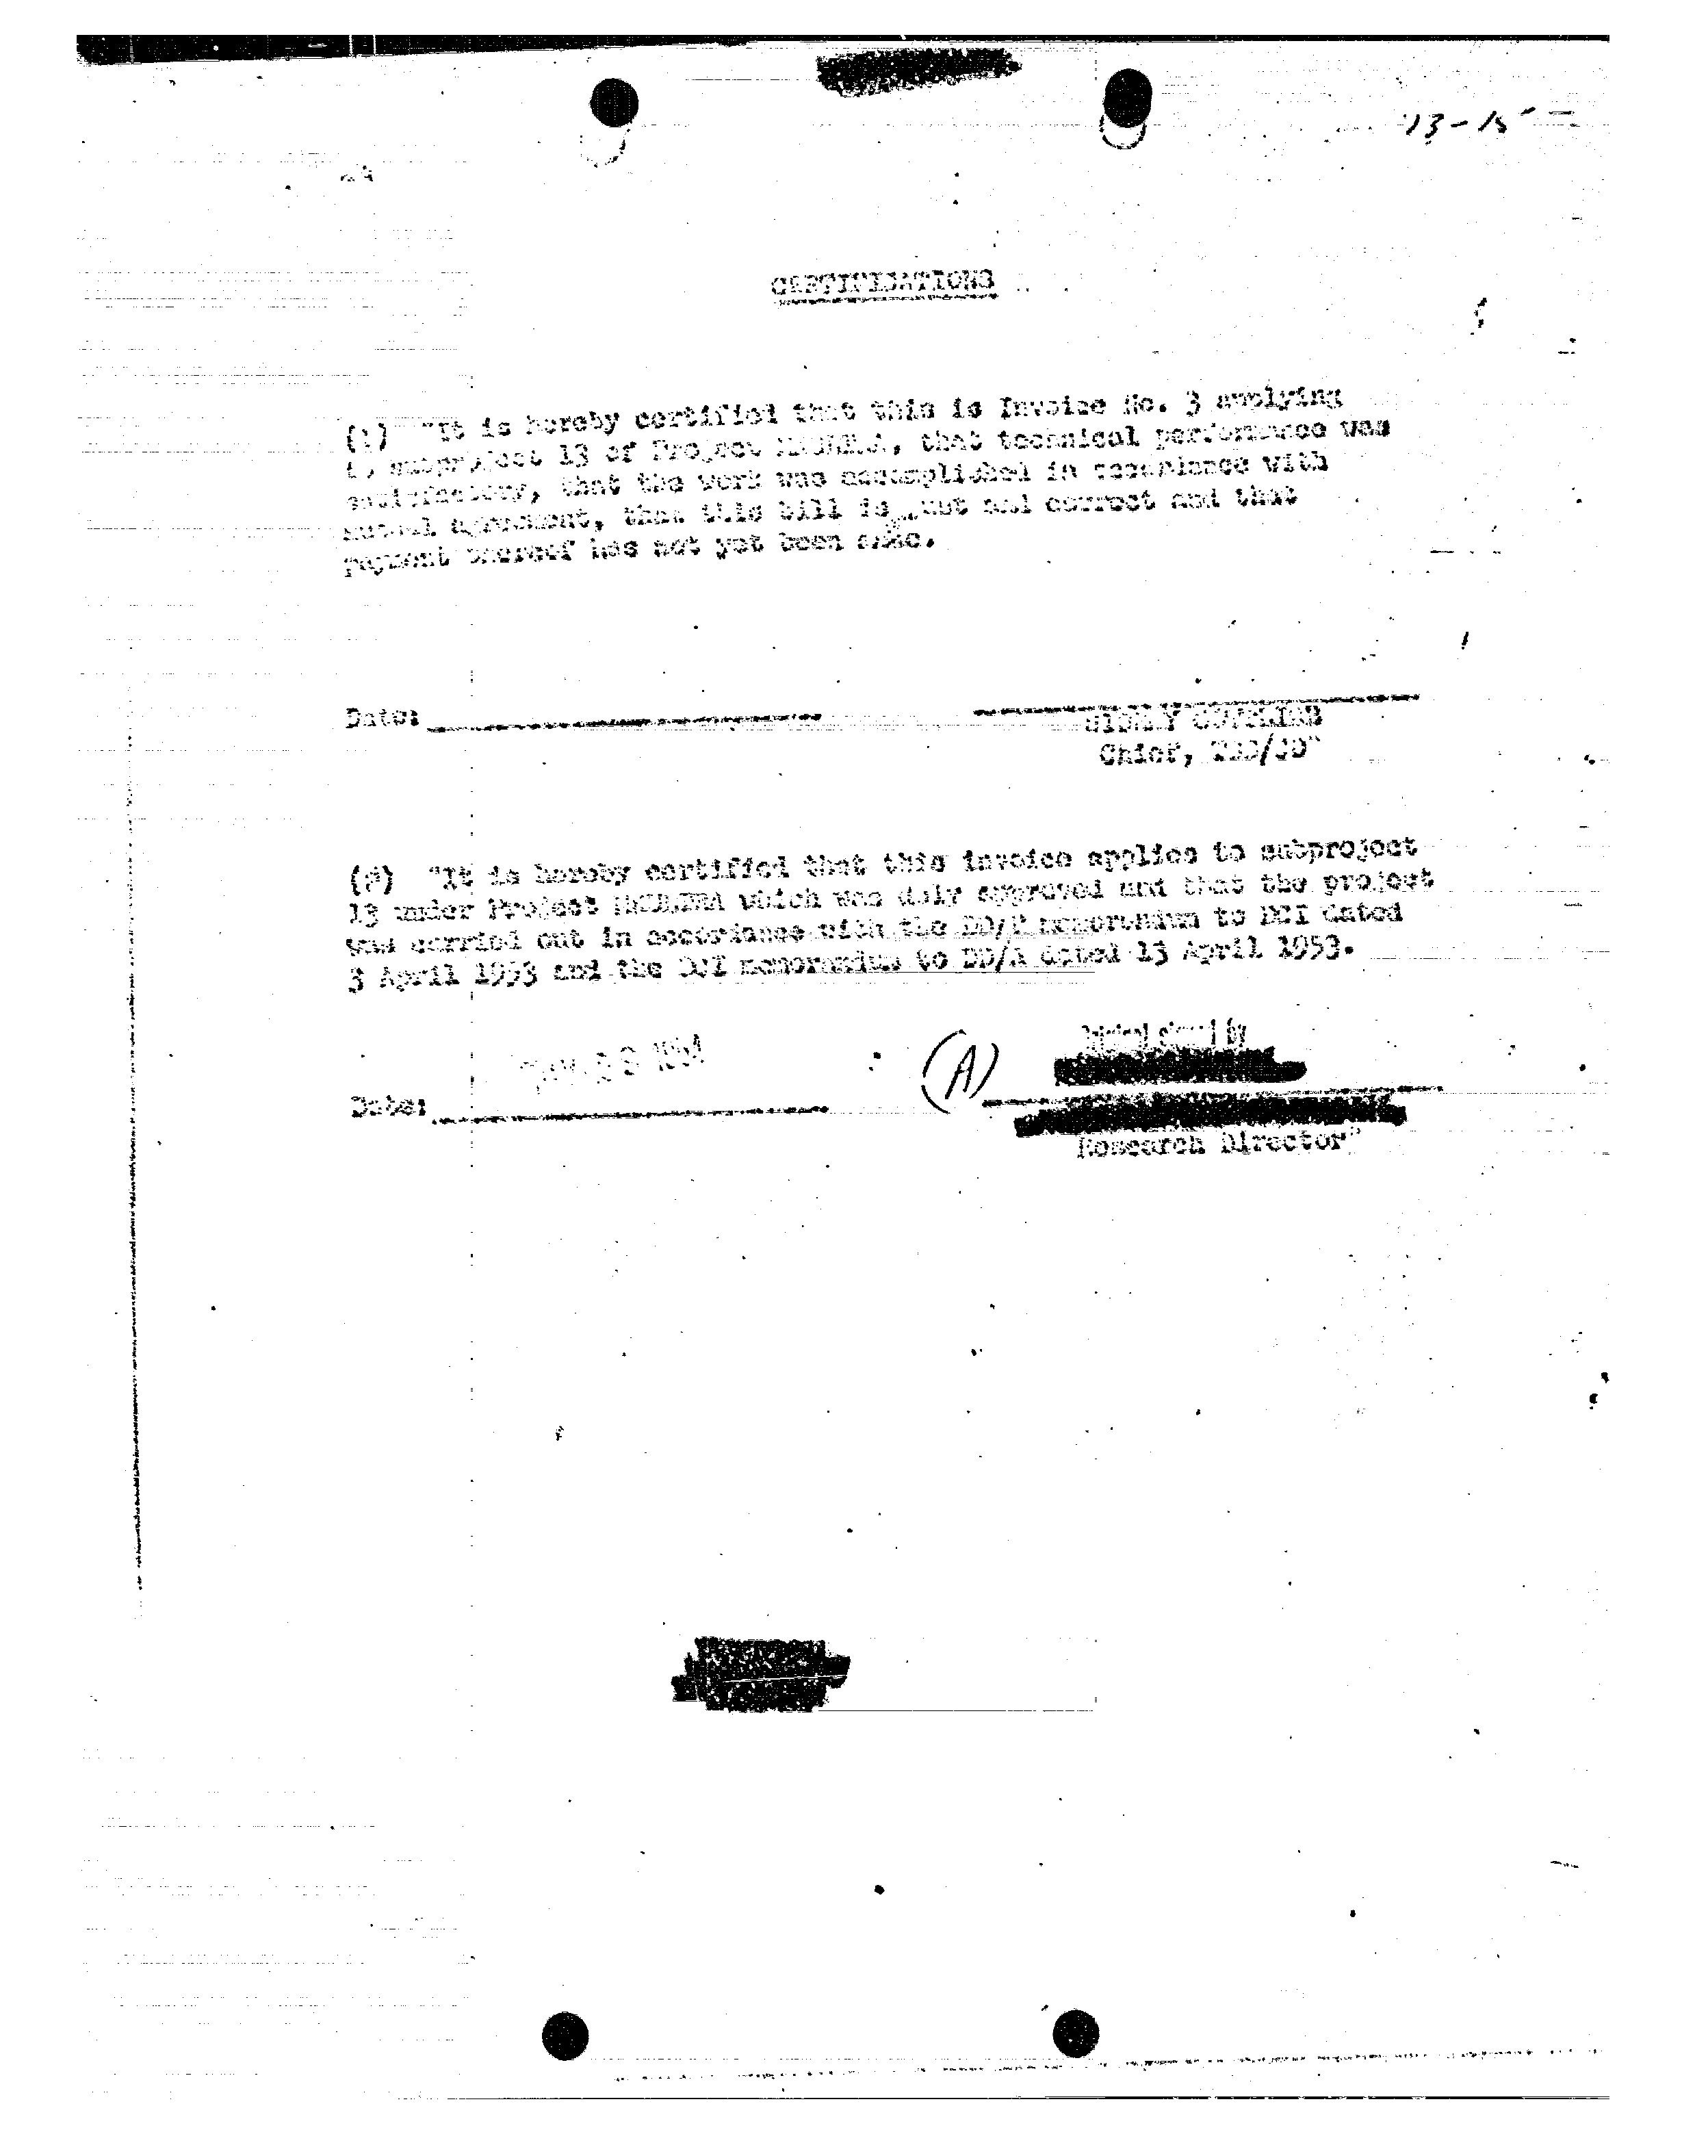 13-15
CERTIFICATIONS
(1) "It is hereby certified that this is Invoice No. 3 applying
to subproject 13 of Project MKULTRA, that technical performance was
satisfactory, that the work was accomplished in accordance with
mutual agreement, that this bill is just and correct and that
payment thereof has not yet been made.
Date:
SIDNEY GOTTLIEB
Chief, TSS/CD"
(2) "It is hereby certified that this invoice applies to subproject
13 under Project MKULTRA which was duly approved and that the project
was carried out in accordance with the DD/P memorandum to DCI dated
3 April 1953 and the DCI memorandum to DD/A dated 13 April 1953.
1954
(A)
Original signed by
Date:
Research Director"